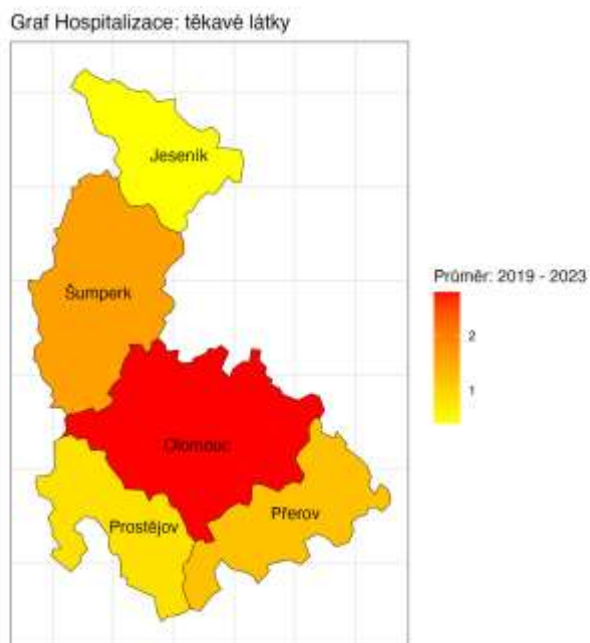 Graf Hospitalizace: těkavé látky
Jeseník
Průměr: 2019 - 2023
Šumperk
2
1
Olomouc
Přerov
Prostějov